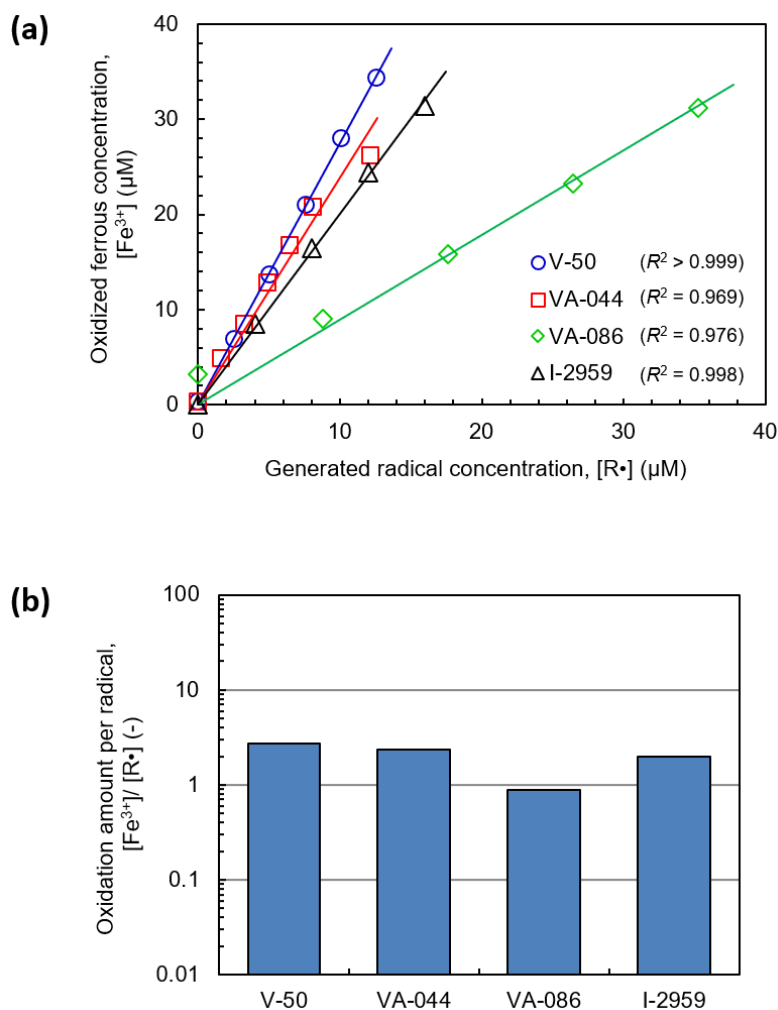 (a)
Oxidized ferrous concentration,
[Fe³⁺] (μM)
40
30
20
10
0
V-50 (R² > 0.999)
VA-044 (R² = 0.969)
VA-086 (R² = 0.976)
I-2959 (R² = 0.998)
0 10 20 30 40
Generated radical concentration, [R•] (μM)
(b)
Oxidation amount per radical,
[Fe³⁺]/ [R•] (-)
100
10
1
0.1
0.01
V-50 VA-044 VA-086 I-2959